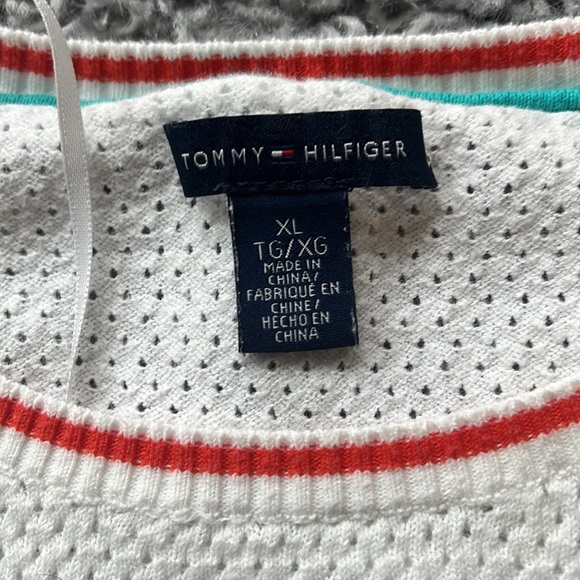 TOMMY HILFIGER
XL
TG/XG
MADE IN
CHINA/
FABRIQUÉ EN
CHINE/
HECHO EN
CHINA